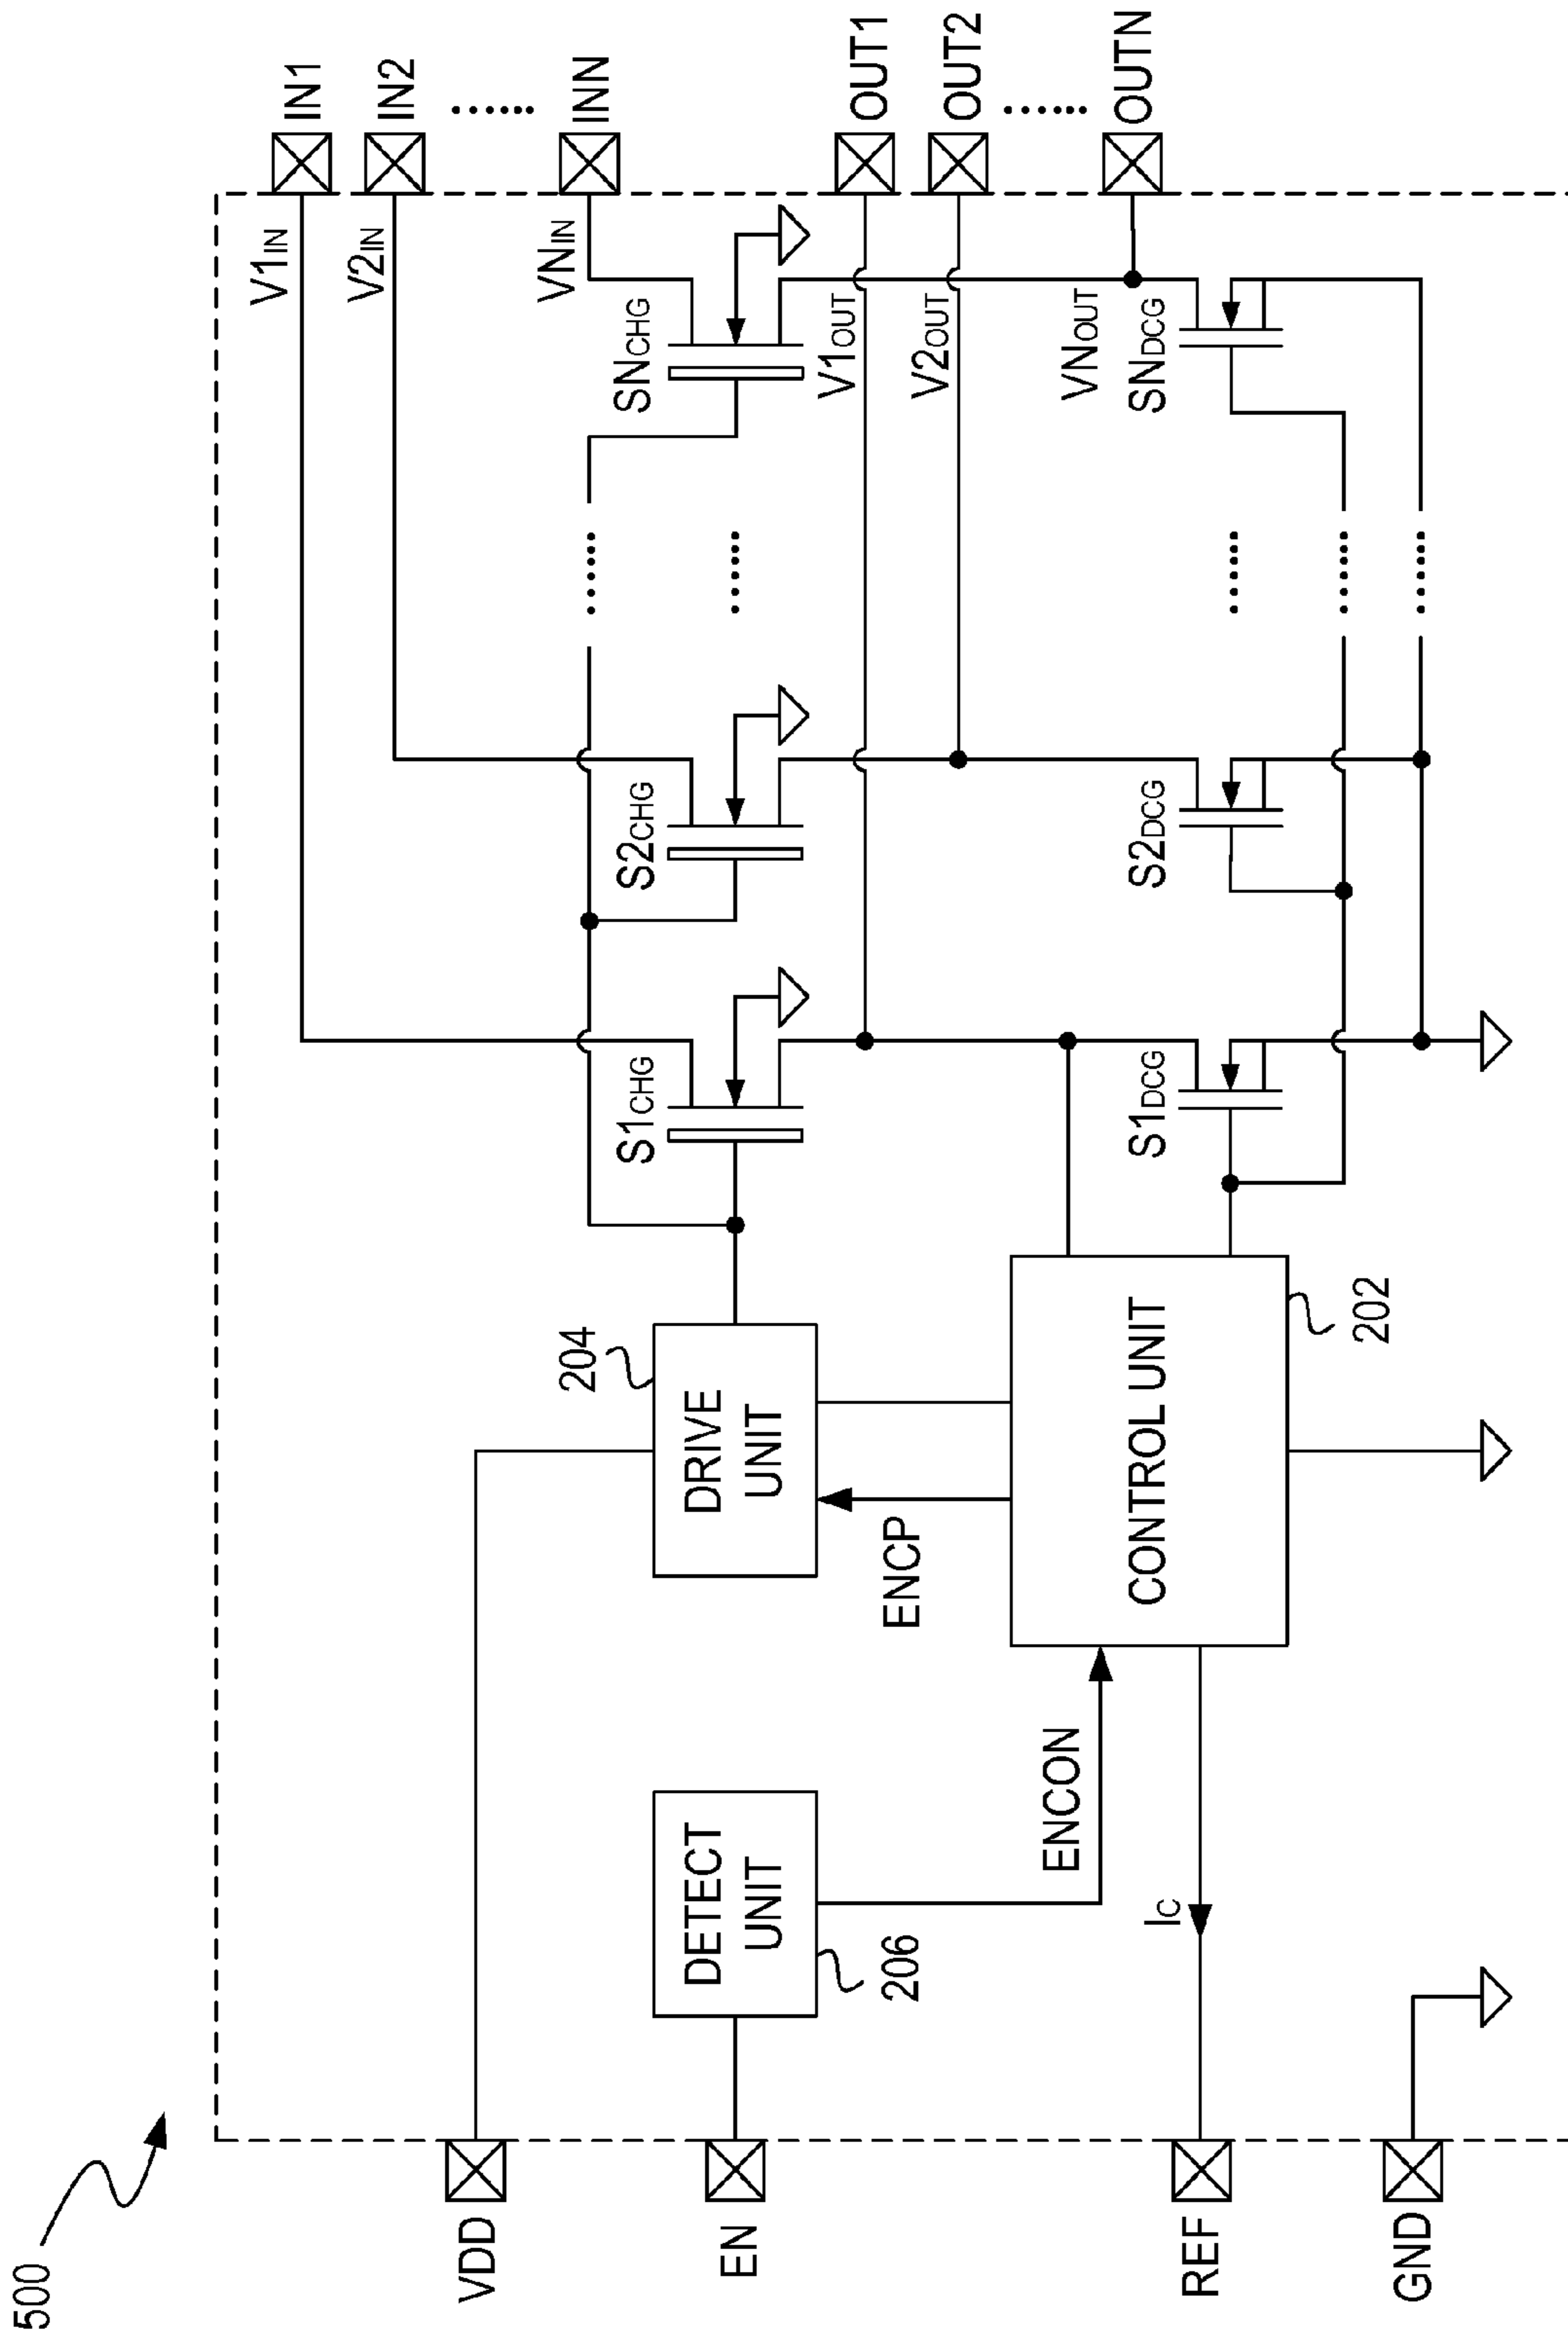 500
VDD
EN
REF
GND
IN1
IN2
......
INN
OUT1
OUT2
......
OUTN
V1IN
V2IN
VNIN
V1OUT
V2OUT
VNOUT
S1CHG
S2CHG
SNCHG
......
......
S1DCG
S2DCG
SNDCG
......
......
......
204
DRIVE
UNIT
ENCP
DETECT
UNIT
206
ENCON
CONTROL UNIT
202
IC